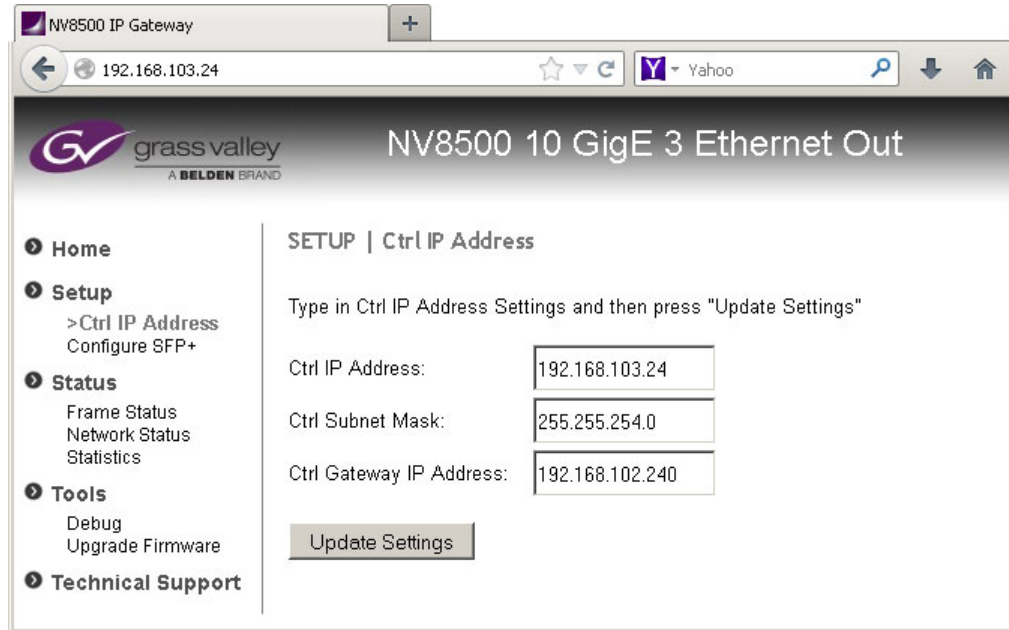 NV8500 IP Gateway
192.168.103.24
Yahoo
grass valley
A BELDEN BRAND
NV8500 10 GigE 3 Ethernet Out
Home
Setup
>Ctrl IP Address
Configure SFP+
Status
Frame Status
Network Status
Statistics
Tools
Debug
Upgrade Firmware
Technical Support
SETUP | Ctrl IP Address
Type in Ctrl IP Address Settings and then press "Update Settings"
Ctrl IP Address: 192.168.103.24
Ctrl Subnet Mask: 255.255.254.0
Ctrl Gateway IP Address: 192.168.102.240
Update Settings